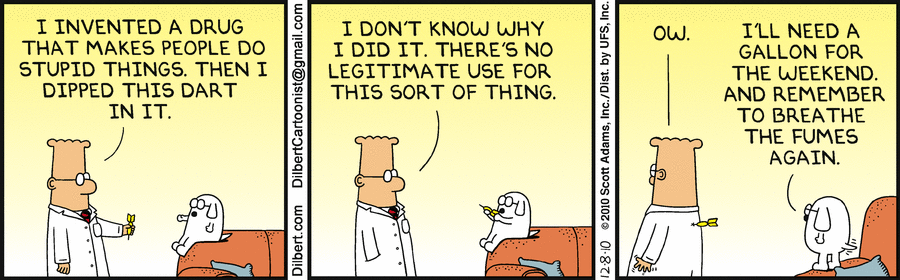 I INVENTED A DRUG
THAT MAKES PEOPLE DO
STUPID THINGS. THEN I
DIPPED THIS DART
IN IT.
Dilbert.com DilbertCartoonist@gmail.com
I DON'T KNOW WHY
I DID IT. THERE'S NO
LEGITIMATE USE FOR
THIS SORT OF THING.
12-8-10 ©2010 Scott Adams, Inc./Dist. by UFS, Inc.
OW.
I'LL NEED A
GALLON FOR
THE WEEKEND.
AND REMEMBER
TO BREATHE
THE FUMES
AGAIN.